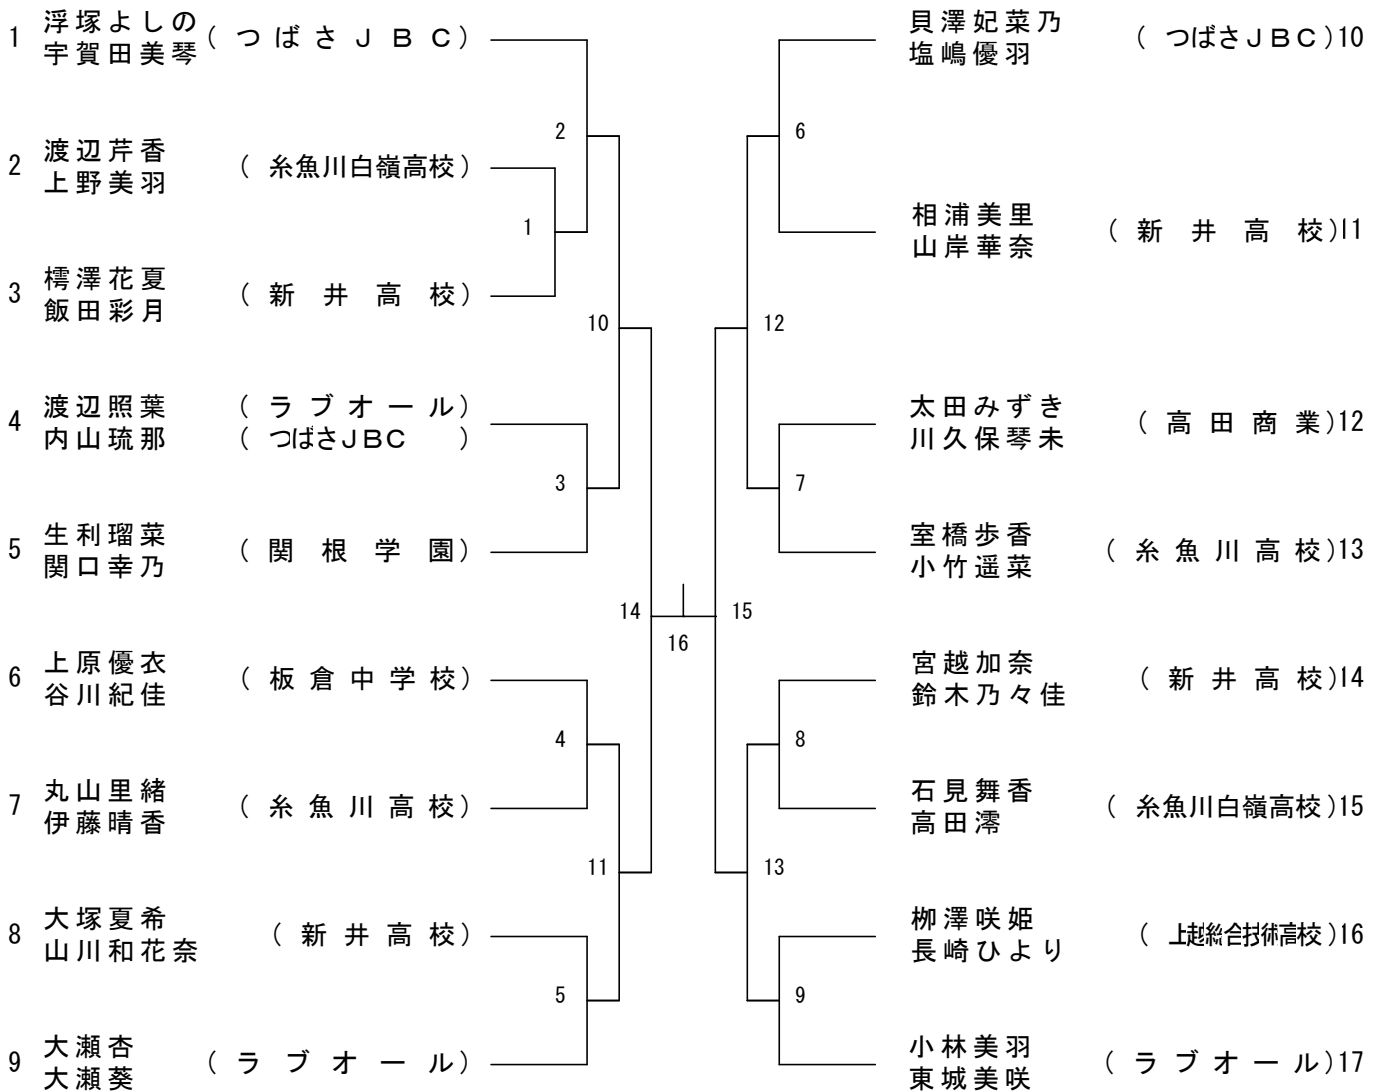 1 浮塚よしの
宇賀田美琴 (つばさJBC)
2 渡辺芹香
上野美羽 (糸魚川白嶺高校)
3 樗澤花夏
飯田彩月 (新井高校)
4 渡辺照葉 (ラブオール)
内山琉那 (つばさJBC)
5 生利瑠菜
関口幸乃 (関根学園)
6 上原優衣
谷川紀佳 (板倉中学校)
7 丸山里緒
伊藤晴香 (糸魚川高校)
8 大塚夏希
山川和花奈 (新井高校)
9 大瀬杏
大瀬葵 (ラブオール)
2
1
10
3
14
4
11
5
16
6
12
7
15
8
13
9
貝澤妃菜乃
塩嶋優羽 (つばさJBC)10
相浦美里
山岸華奈 (新井高校)11
太田みずき
川久保琴未 (高田商業)12
室橋歩香
小竹遥菜 (糸魚川高校)13
宮越加奈
鈴木乃々佳 (新井高校)14
石見舞香
高田澪 (糸魚川白嶺高校)15
栁澤咲姫
長崎ひより (上越総合技術高校)16
小林美羽
東城美咲 (ラブオール)17